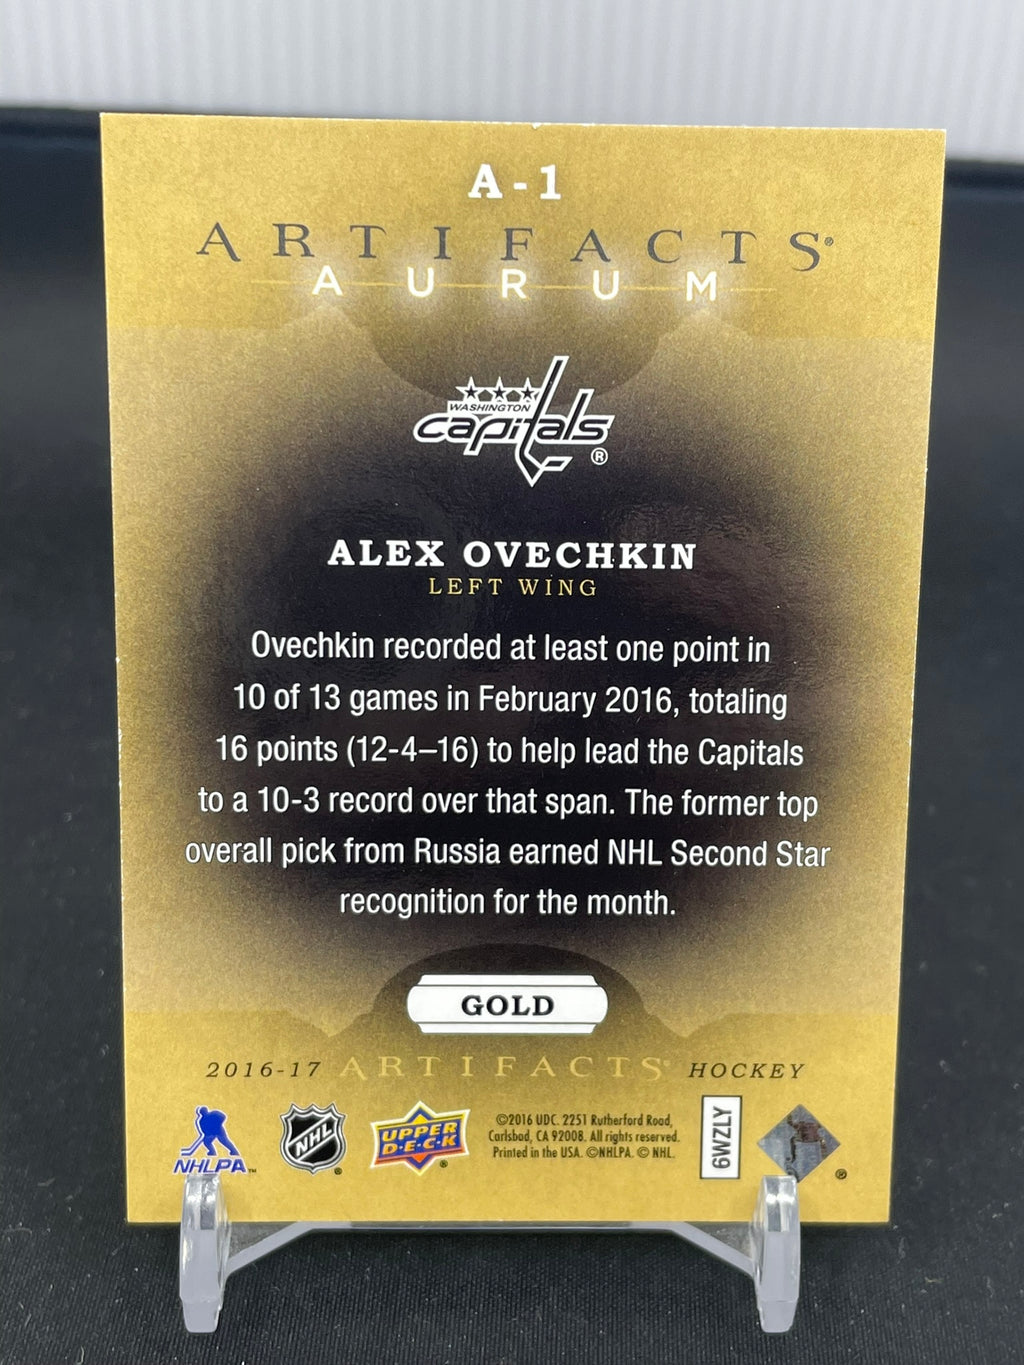 A-1
ARTIFACTS®
AURUM
WASHINGTON
capitals®
ALEX OVECHKIN
LEFT WING
Ovechkin recorded at least one point in
10 of 13 games in February 2016, totaling
16 points (12-4–16) to help lead the Capitals
to a 10-3 record over that span. The former top
overall pick from Russia earned NHL Second Star
recognition for the month.
GOLD
2016-17 ARTIFACTS® HOCKEY
NHLPA™
NHL®
UPPER
D·E·C·K®
©2016 UDC. 2251 Rutherford Road,
Carlsbad, CA 92008. All rights reserved.
Printed in the USA. ©NHLPA. © NHL.
6WZLY
®